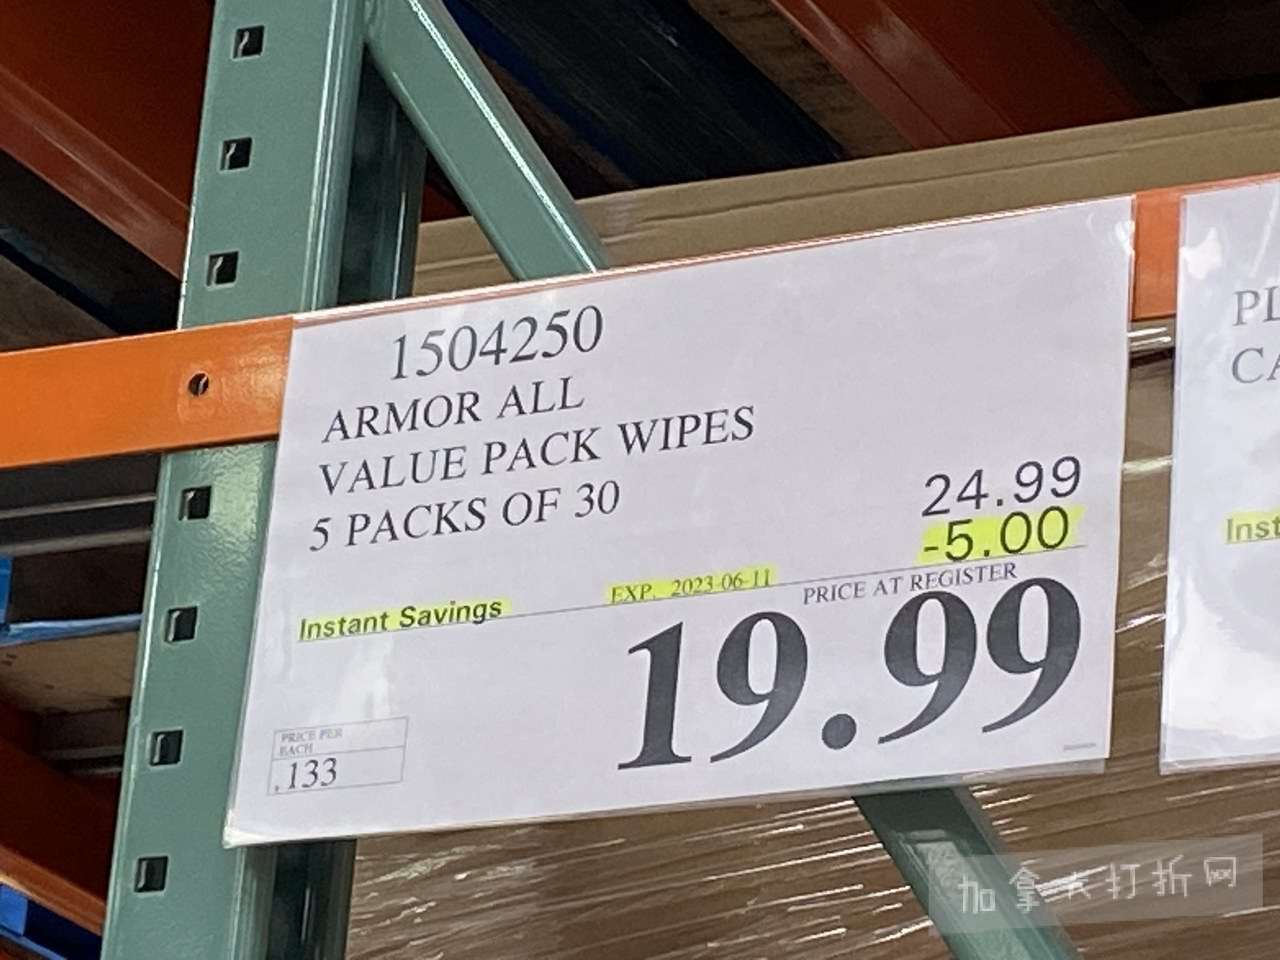 1504250
ARMOR ALL
VALUE PACK WIPES
5 PACKS OF 30
24.99
-5.00
Instant Savings
EXP. 2023-06-11
PRICE AT REGISTER
19.99
PRICE PER
EACH
.133
PL
CA
Inst
加拿大打折网